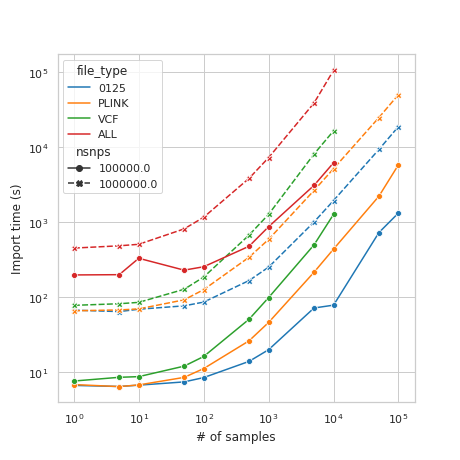 file_type
0125
PLINK
VCF
ALL
nsnps
100000.0
1000000.0
Import time (s)
10⁵
10⁴
10³
10²
10¹
10⁰ 10¹ 10² 10³ 10⁴ 10⁵
# of samples